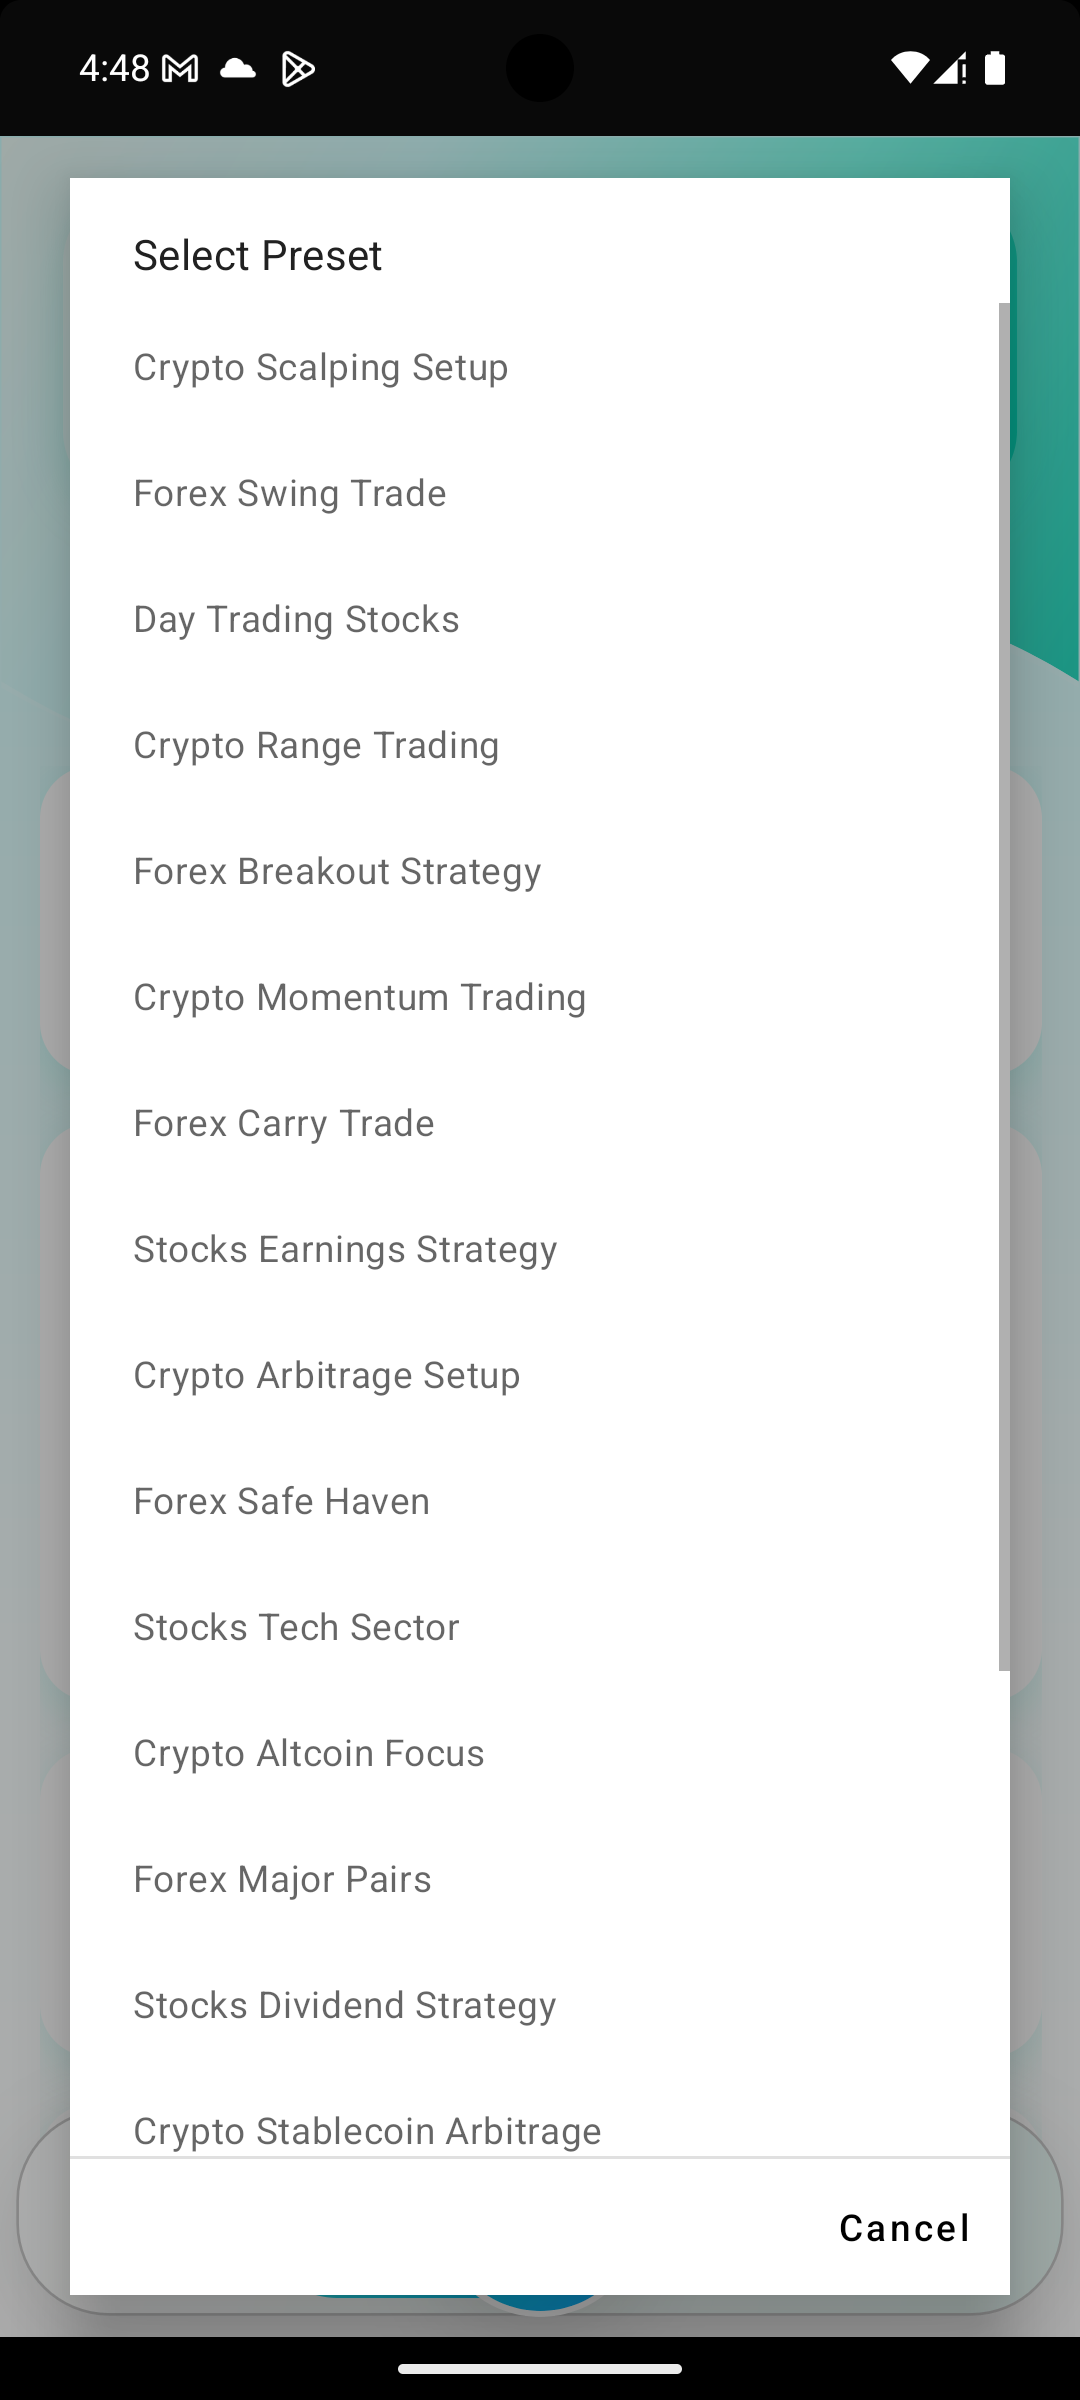 4:48
Select Preset
Crypto Scalping Setup
Forex Swing Trade
Day Trading Stocks
Crypto Range Trading
Forex Breakout Strategy
Crypto Momentum Trading
Forex Carry Trade
Stocks Earnings Strategy
Crypto Arbitrage Setup
Forex Safe Haven
Stocks Tech Sector
Crypto Altcoin Focus
Forex Major Pairs
Stocks Dividend Strategy
Crypto Stablecoin Arbitrage
Cancel